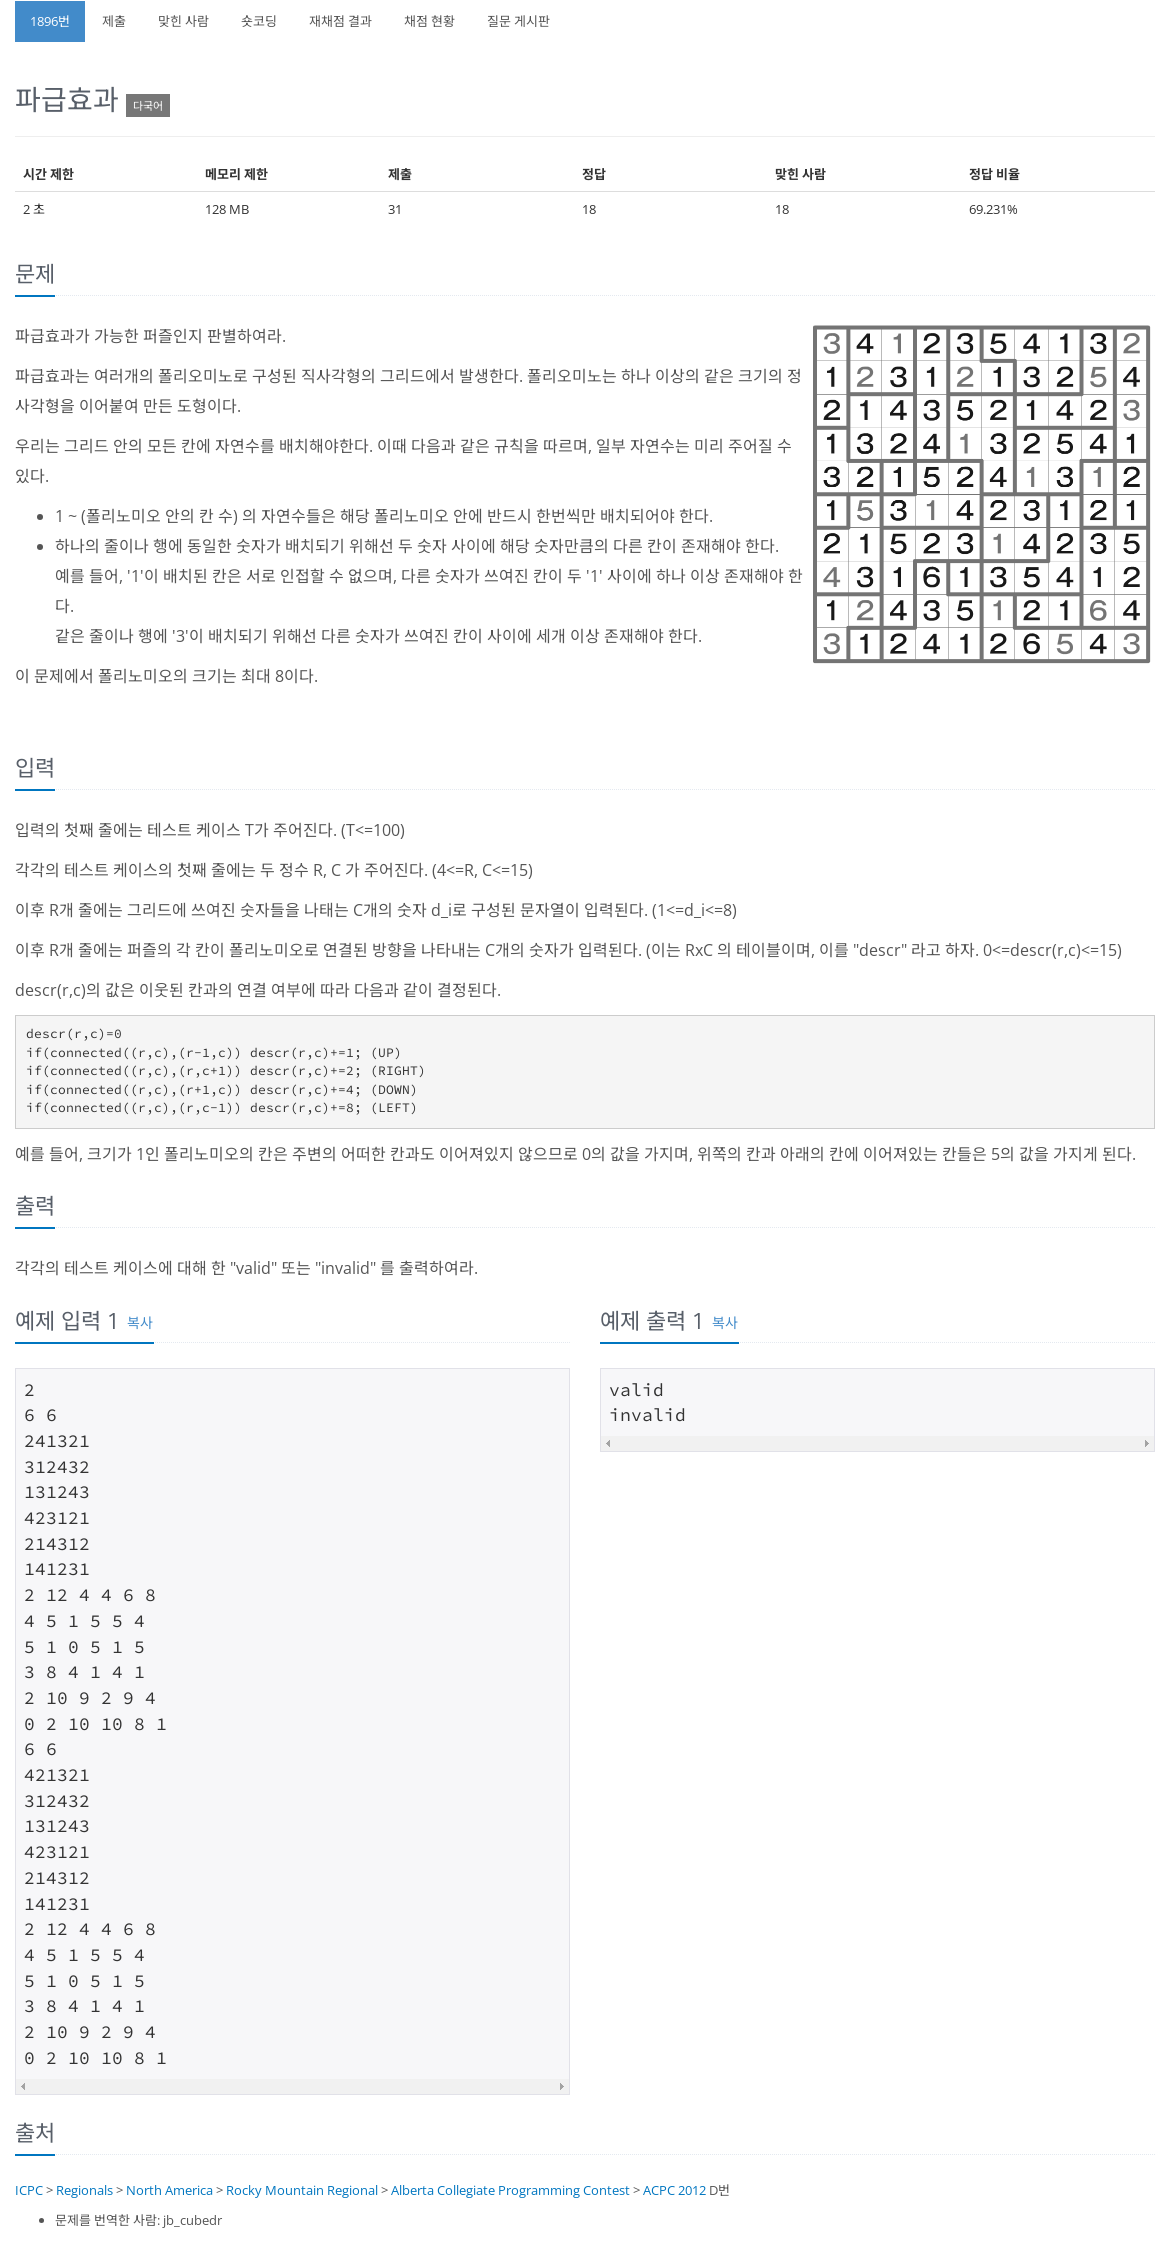 1896번 제출 맞힌 사람 숏코딩 재채점 결과 채점 현황 질문 게시판
파급효과 다국어
시간 제한 메모리 제한 제출 정답 맞힌 사람 정답 비율
2 초 128 MB 31 18 18 69.231%
문제
파급효과가 가능한 퍼즐인지 판별하여라.
파급효과는 여러개의 폴리오미노로 구성된 직사각형의 그리드에서 발생한다. 폴리오미노는 하나 이상의 같은 크기의 정
사각형을 이어붙여 만든 도형이다.
우리는 그리드 안의 모든 칸에 자연수를 배치해야한다. 이때 다음과 같은 규칙을 따르며, 일부 자연수는 미리 주어질 수
있다.
1 ~ (폴리노미오 안의 칸 수) 의 자연수들은 해당 폴리노미오 안에 반드시 한번씩만 배치되어야 한다.
하나의 줄이나 행에 동일한 숫자가 배치되기 위해선 두 숫자 사이에 해당 숫자만큼의 다른 칸이 존재해야 한다.
예를 들어, '1'이 배치된 칸은 서로 인접할 수 없으며, 다른 숫자가 쓰여진 칸이 두 '1' 사이에 하나 이상 존재해야 한
다.
같은 줄이나 행에 '3'이 배치되기 위해선 다른 숫자가 쓰여진 칸이 사이에 세개 이상 존재해야 한다.
이 문제에서 폴리노미오의 크기는 최대 8이다.
3 4 1 2 3 5 4 1 3 2
1 2 3 1 2 1 3 2 5 4
2 1 4 3 5 2 1 4 2 3
1 3 2 4 1 3 2 5 4 1
3 2 1 5 2 4 1 3 1 2
1 5 3 1 4 2 3 1 2 1
2 1 5 2 3 1 4 2 3 5
4 3 1 6 1 3 5 4 1 2
1 2 4 3 5 1 2 1 6 4
3 1 2 4 1 2 6 5 4 3
입력
입력의 첫째 줄에는 테스트 케이스 T가 주어진다. (T<=100)
각각의 테스트 케이스의 첫째 줄에는 두 정수 R, C 가 주어진다. (4<=R, C<=15)
이후 R개 줄에는 그리드에 쓰여진 숫자들을 나태는 C개의 숫자 d_i로 구성된 문자열이 입력된다. (1<=d_i<=8)
이후 R개 줄에는 퍼즐의 각 칸이 폴리노미오로 연결된 방향을 나타내는 C개의 숫자가 입력된다. (이는 RxC 의 테이블이며, 이를 "descr" 라고 하자. 0<=descr(r,c)<=15)
descr(r,c)의 값은 이웃된 칸과의 연결 여부에 따라 다음과 같이 결정된다.
descr(r,c)=0
if(connected((r,c),(r-1,c)) descr(r,c)+=1; (UP)
if(connected((r,c),(r,c+1)) descr(r,c)+=2; (RIGHT)
if(connected((r,c),(r+1,c)) descr(r,c)+=4; (DOWN)
if(connected((r,c),(r,c-1)) descr(r,c)+=8; (LEFT)
예를 들어, 크기가 1인 폴리노미오의 칸은 주변의 어떠한 칸과도 이어져있지 않으므로 0의 값을 가지며, 위쪽의 칸과 아래의 칸에 이어져있는 칸들은 5의 값을 가지게 된다.
출력
각각의 테스트 케이스에 대해 한 "valid" 또는 "invalid" 를 출력하여라.
예제 입력 1 복사
2
6 6
241321
312432
131243
423121
214312
141231
2 12 4 4 6 8
4 5 1 5 5 4
5 1 0 5 1 5
3 8 4 1 4 1
2 10 9 2 9 4
0 2 10 10 8 1
6 6
421321
312432
131243
423121
214312
141231
2 12 4 4 6 8
4 5 1 5 5 4
5 1 0 5 1 5
3 8 4 1 4 1
2 10 9 2 9 4
0 2 10 10 8 1
예제 출력 1 복사
valid
invalid
출처
ICPC > Regionals > North America > Rocky Mountain Regional > Alberta Collegiate Programming Contest > ACPC 2012 D번
문제를 번역한 사람: jb_cubedr